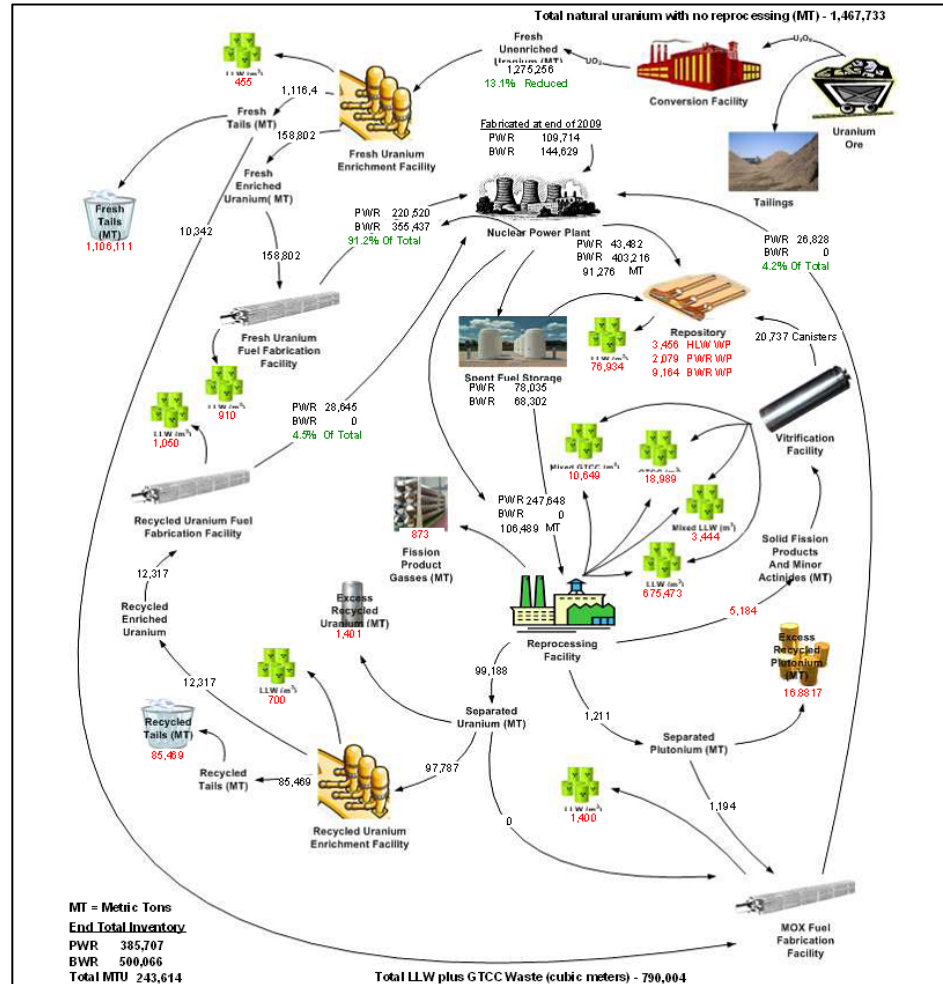 Total natural uranium with no reprocessing (MT) - 1,467,733
U₃O₈
UO₂
Fresh
Unenriched
Uranium (MT)
1,275,256
13.1% Reduced
Conversion Facility
Uranium
Ore
Tailings
LLW (m³)
455
1,116,4
Fresh
Tails (MT)
158,802
Fresh Uranium
Enrichment Facility
Fresh
Enriched
Uranium( MT)
Fresh
Tails
(MT)
1,106,111
10,342
158,802
Fabricated at end of 2009
PWR 109,714
BWR 144,629
Nuclear Power Plant
PWR 220,520
BWR 355,437
91.2% Of Total
PWR 43,482
BWR 403,216
91,276 MT
PWR 26,828
BWR 0
4.2% Of Total
Fresh Uranium
Fuel Fabrication Facility
LLW (m³)
910
LLW (m³)
1,050
Spent Fuel Storage
PWR 78,035
BWR 68,302
LLW (m³)
76,934
Repository
3,456 HLW WP
2,079 PWR WP
9,164 BWR WP
20,737 Canisters
Vitrification
Facility
PWR 28,645
BWR 0
4.5% Of Total
Recycled Uranium Fuel
Fabrication Facility
Mixed GTCC (m³)
10,649
GTCC (m³)
18,989
Mixed LLW (m³)
3,444
LLW (m³)
675,473
PWR 247,648
BWR 0
106,489 MT
873
Fission
Product
Gasses (MT)
Solid Fission
Products
And Minor
Actinides (MT)
5,184
12,317
Recycled
Enriched
Uranium
Excess
Recycled
Uranium (MT)
1,401
Reprocessing
Facility
Excess
Recycled
Plutonium
(MT)
16.8817
12,317
LLW (m³)
700
99,188
Separated
Uranium (MT)
1,211
Separated
Plutonium (MT)
Recycled
Tails (MT)
85,469
Recycled
Tails (MT)
85,469
97,787
Recycled Uranium
Enrichment Facility
0
LLW (m³)
1,400
1,194
MOX Fuel
Fabrication
Facility
MT = Metric Tons
End Total Inventory
PWR 385,707
BWR 500,066
Total MTU 243,614
Total LLW plus GTCC Waste (cubic meters) - 790,004